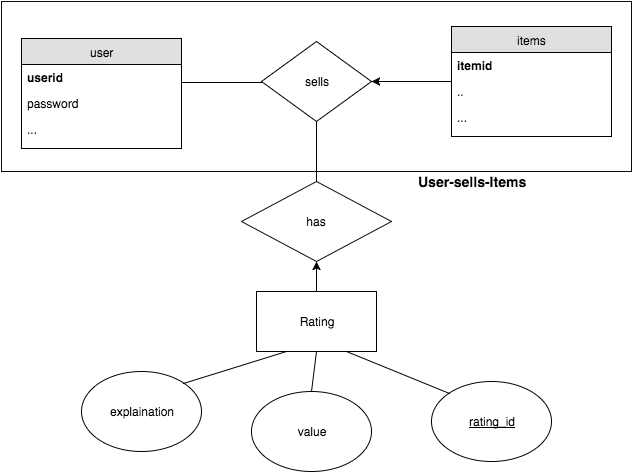 user
userid
password
...
sells
items
itemid
..
...
User-sells-Items
has
Rating
explaination
value
rating_id